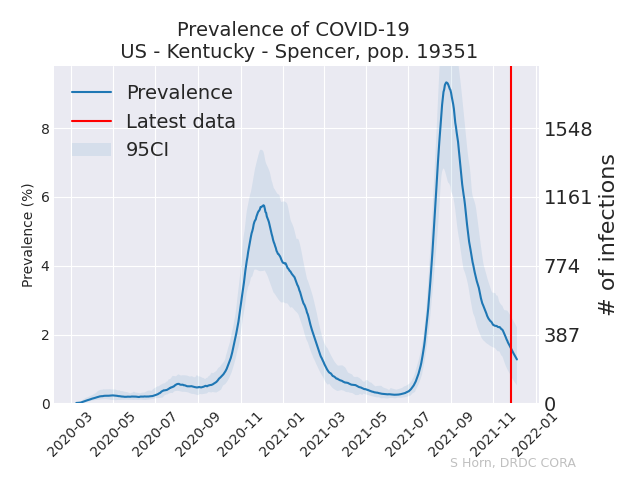 Prevalence of COVID-19
US - Kentucky - Spencer, pop. 19351
Prevalence
Latest data
95CI
Prevalence (%)
8
6
4
2
0
1548
1161
774
387
0
# of infections
2020-03
2020-05
2020-07
2020-09
2020-11
2021-01
2021-03
2021-05
2021-07
2021-09
2021-11
2022-01
S Horn, DRDC CORA